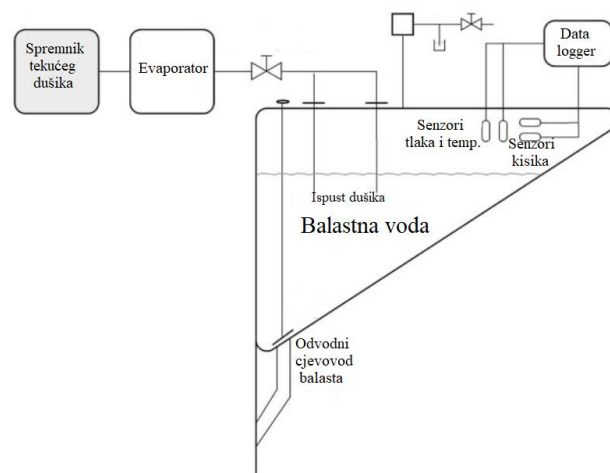 Spremnik
tekućeg
dušika
Evaporator
Data
logger
Senzori
tlaka i temp.
Senzori
kisika
Ispust dušika
Balastna voda
Odvodni
cjevovod
balasta